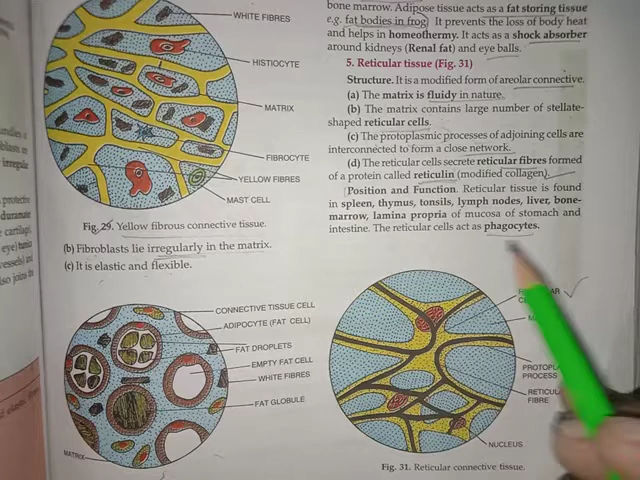 WHITE FIBRES
HISTIOCYTE
MATRIX
FIBROCYTE
YELLOW FIBRES
MAST CELL
Fig. 29. Yellow fibrous connective tissue.
(b) Fibroblasts lie irregularly in the matrix.
(c) It is elastic and flexible.
CONNECTIVE TISSUE CELL
ADIPOCYTE (FAT CELL)
FAT DROPLETS
EMPTY FAT CELL
WHITE FIBRES
FAT GLOBULE
MATRIX
bone marrow. Adipose tissue acts as a fat storing tissue
e.g. fat bodies in frog) It prevents the loss of body heat
and helps in homeothermy. It acts as a shock absorber
around kidneys (Renal fat) and eye balls.
5. Reticular tissue (Fig. 31)
Structure. It is a modified form of areolar connective.
(a) The matrix is fluidy in nature.
(b) The matrix contains large number of stellate-
shaped reticular cells.
(c) The protoplasmic processes of adjoining cells are
interconnected to form a close network.
(d) The reticular cells secrete reticular fibres formed
of a protein called reticulin (modified collagen).
Position and Function. Reticular tissue is found
in spleen, thymus, tonsils, lymph nodes, liver, bone-
marrow, lamina propria of mucosa of stomach and
intestine. The reticular cells act as phagocytes.
NUCLEUS
Fig. 31. Reticular connective tissue.